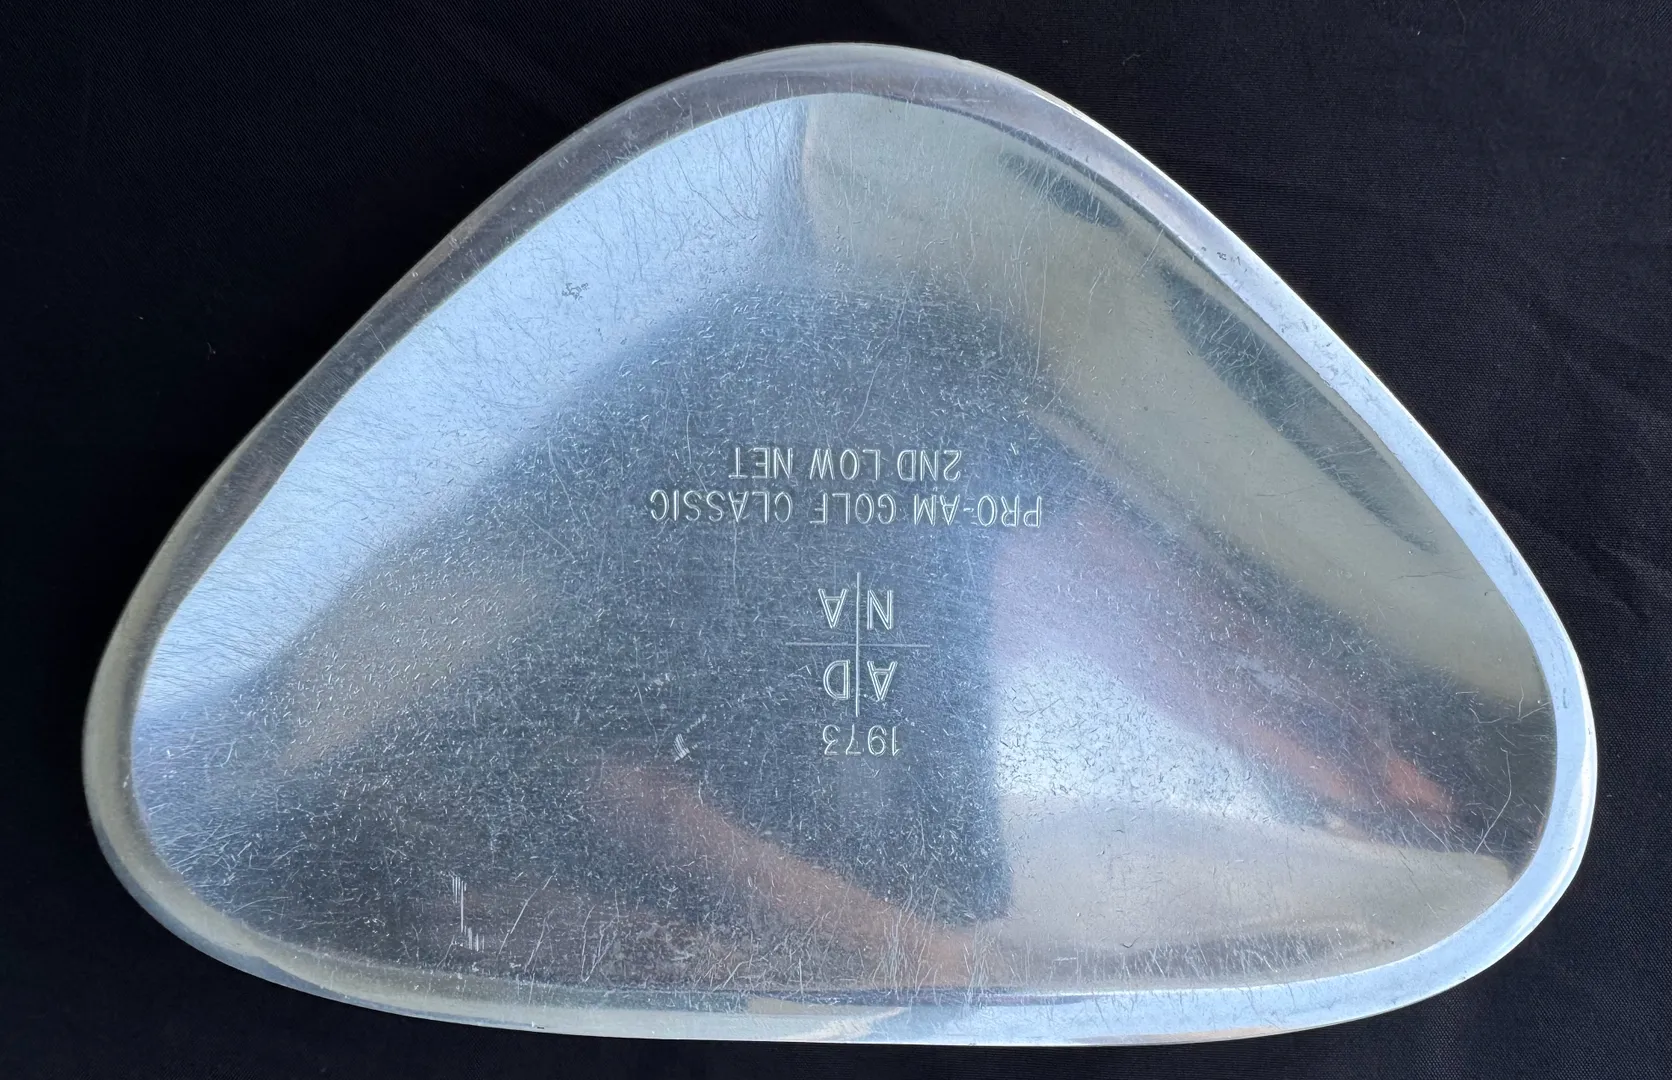 1973
A D
N A
PRO-AM GOLF CLASSIC
2ND LOW NET